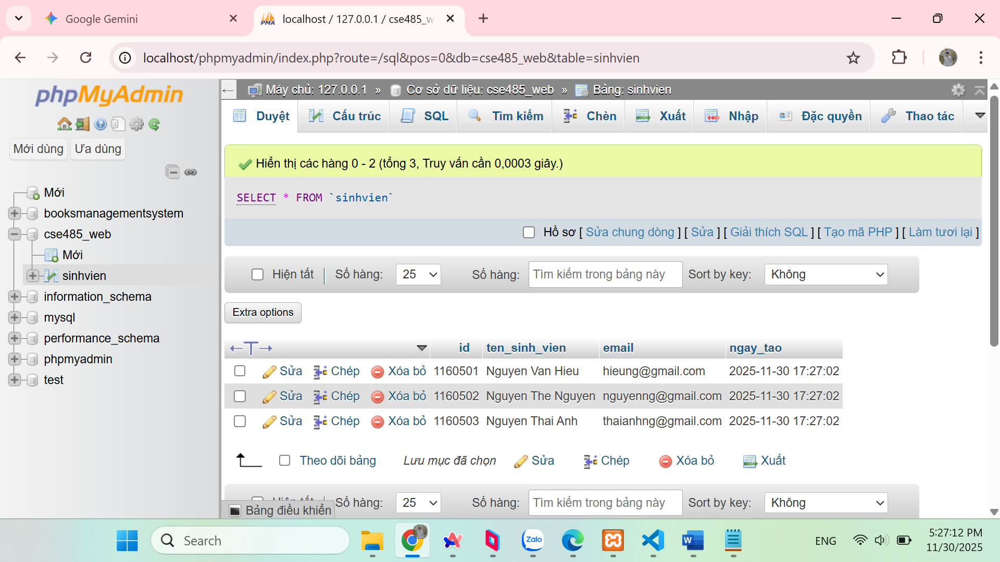 Google Gemini
localhost / 127.0.0.1 / cse485_w
localhost/phpmyadmin/index.php?route=/sql&pos=0&db=cse485_web&table=sinhvien
phpMyAdmin
Mới dùng Ưa dùng
Mới
booksmanagementsystem
cse485_web
Mới
sinhvien
information_schema
mysql
performance_schema
phpmyadmin
test
Máy chủ: 127.0.0.1 » Cơ sở dữ liệu: cse485_web » Bảng: sinhvien
Duyệt Cấu trúc SQL Tìm kiếm Chèn Xuất Nhập Đặc quyền Thao tác
Hiển thị các hàng 0 - 2 (tổng 3, Truy vấn cần 0,0003 giây.)
SELECT * FROM `sinhvien`
Hồ sơ [ Sửa chung dòng ] [ Sửa ] [ Giải thích SQL ] [ Tạo mã PHP ] [ Làm tươi lại ]
Hiện tất Số hàng: 25 Số hàng: Tìm kiếm trong bảng này Sort by key: Không
Extra options
←T→ id ten_sinh_vien email ngay_tao
Sửa Chép Xóa bỏ 1160501 Nguyen Van Hieu hieung@gmail.com 2025-11-30 17:27:02
Sửa Chép Xóa bỏ 1160502 Nguyen The Nguyen nguyenng@gmail.com 2025-11-30 17:27:02
Sửa Chép Xóa bỏ 1160503 Nguyen Thai Anh thaianhng@gmail.com 2025-11-30 17:27:02
Theo dõi bảng Lưu mục đã chọn Sửa Chép Xóa bỏ Xuất
Hiện tất Số hàng: 25 Số hàng: Tìm kiếm trong bảng này Sort by key: Không
Bảng điều khiển
Search
Zalo
ENG
5:27:12 PM
11/30/2025